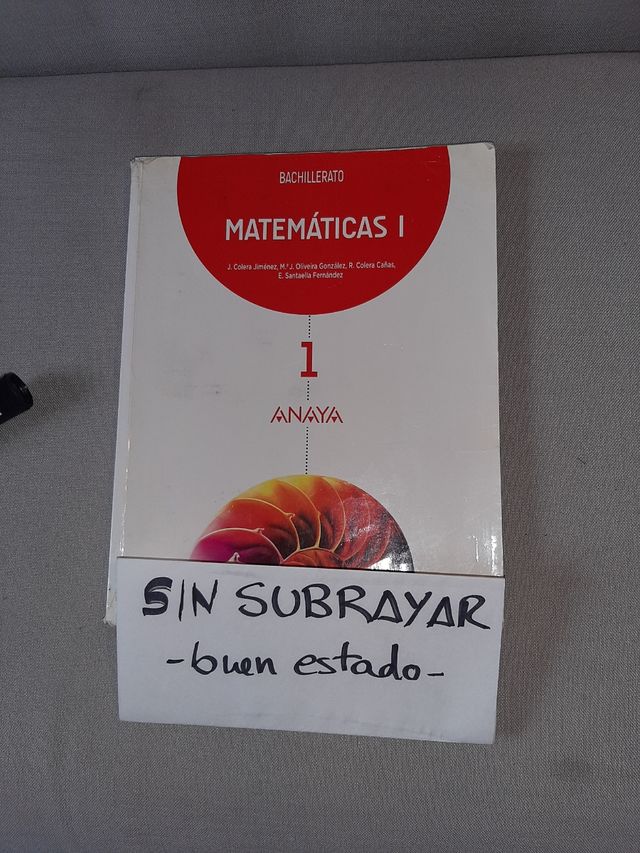 BACHILLERATO
MATEMÁTICAS I
J. Colera Jiménez, M.ª J. Oliveira González, R. Colera Cañas,
E. Santaella Fernández
1
ANAYA
SIN SUBRAYAR
-buen estado-